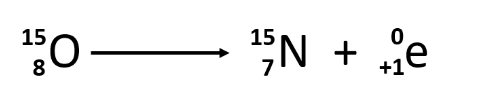 ¹⁵₈O ⟶ ¹⁵₇N + ⁰₊₁e